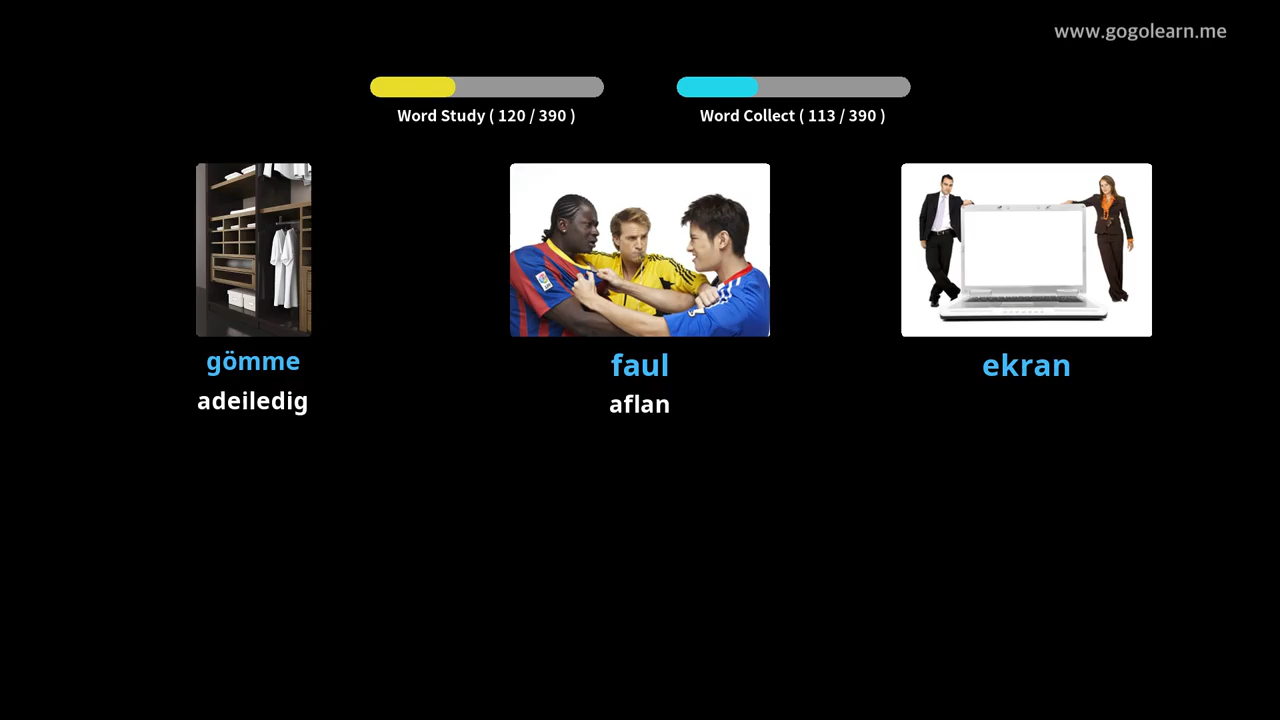 www.gogolearn.me
Word Study ( 120 / 390 )
Word Collect ( 113 / 390 )
gömme
faul
ekran
adeiledig
aflan